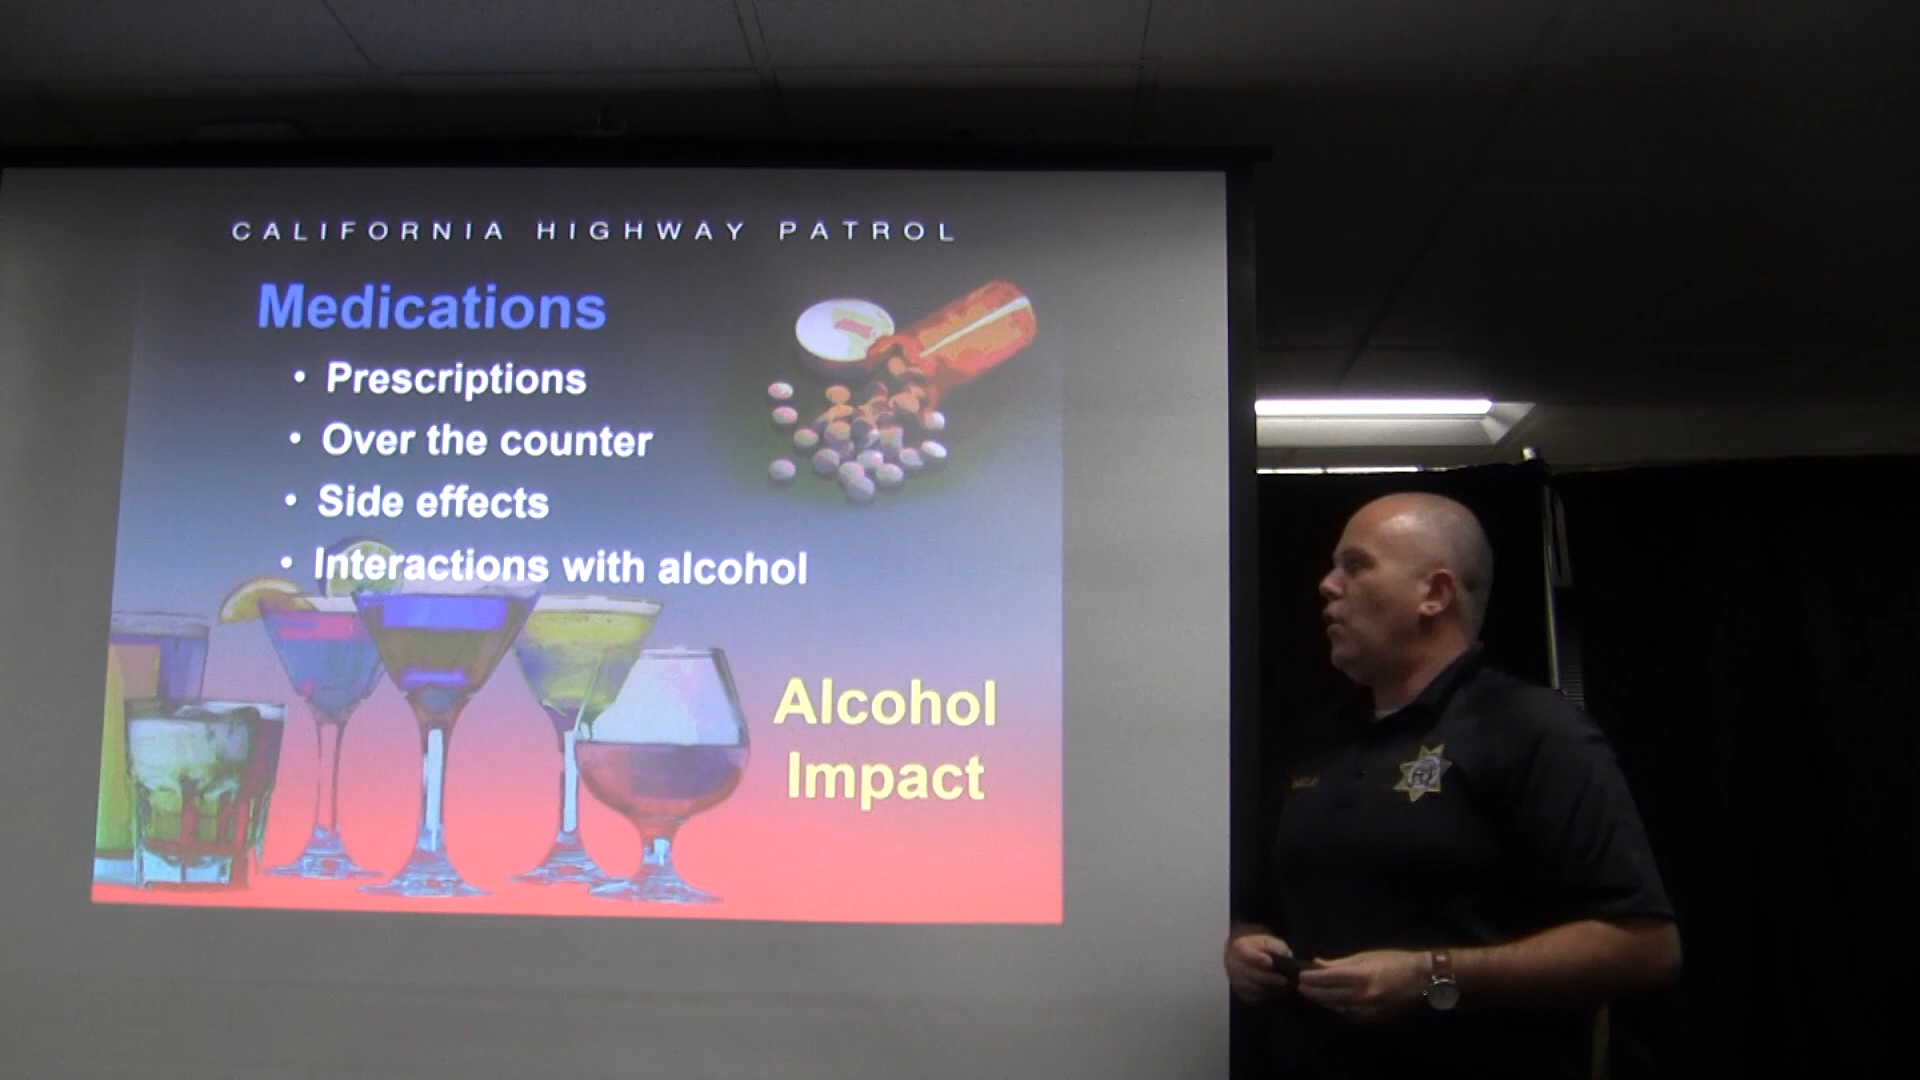 CALIFORNIA HIGHWAY PATROL
Medications
• Prescriptions
• Over the counter
• Side effects
• Interactions with alcohol
Alcohol
Impact